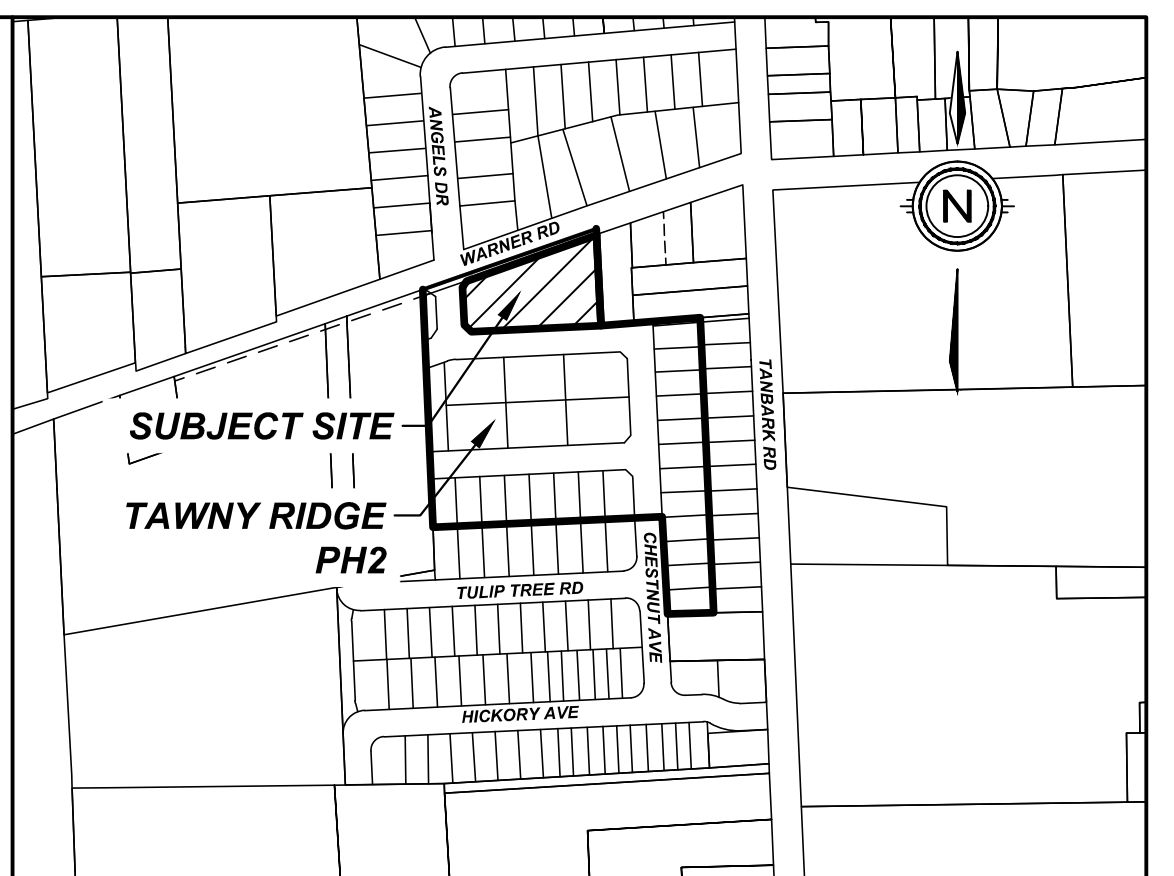 ANGELS DR
WARNER RD
N
TANBARK RD
SUBJECT SITE
TAWNY RIDGE
PH2
CHESTNUT AVE
TULIP TREE RD
HICKORY AVE